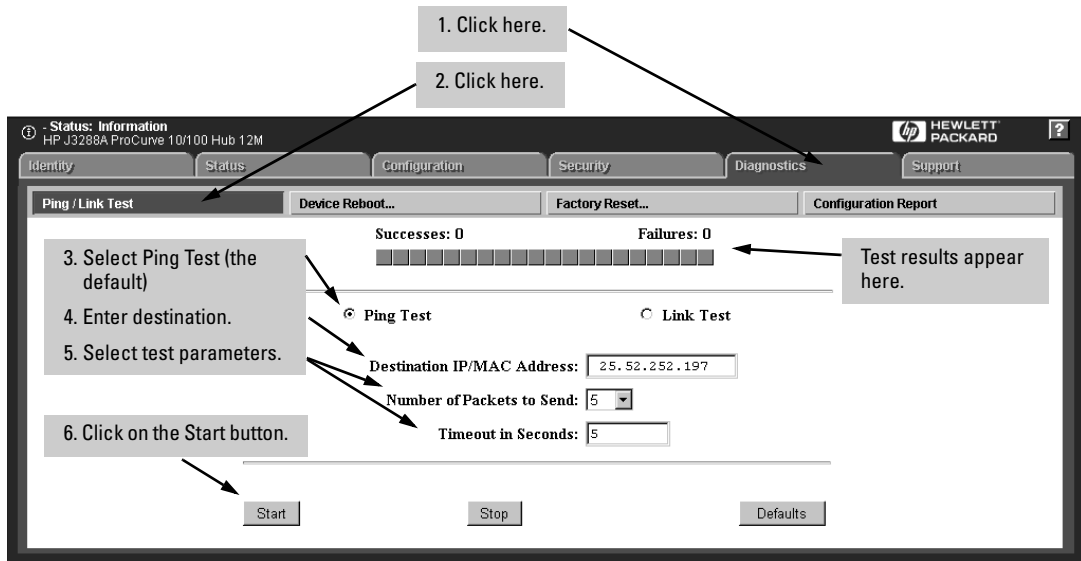 1. Click here.
2. Click here.
- Status: Information
HP J3288A ProCurve 10/100 Hub 12M
hp HEWLETT
PACKARD
?
Identity Status Configuration Security Diagnostics Support
Ping / Link Test Device Reboot... Factory Reset... Configuration Report
Successes: 0 Failures: 0
3. Select Ping Test (the
default)
Test results appear
here.
4. Enter destination.
Ping Test Link Test
5. Select test parameters.
Destination IP/MAC Address: 25.52.252.197
Number of Packets to Send: 5
6. Click on the Start button.
Timeout in Seconds: 5
Start Stop Defaults